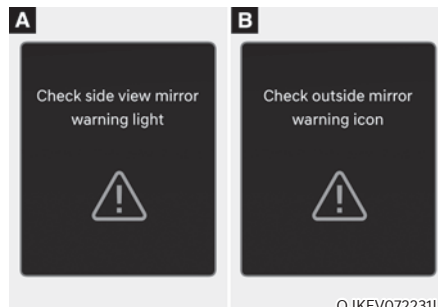 A
Check side view mirror
warning light
B
Check outside mirror
warning icon